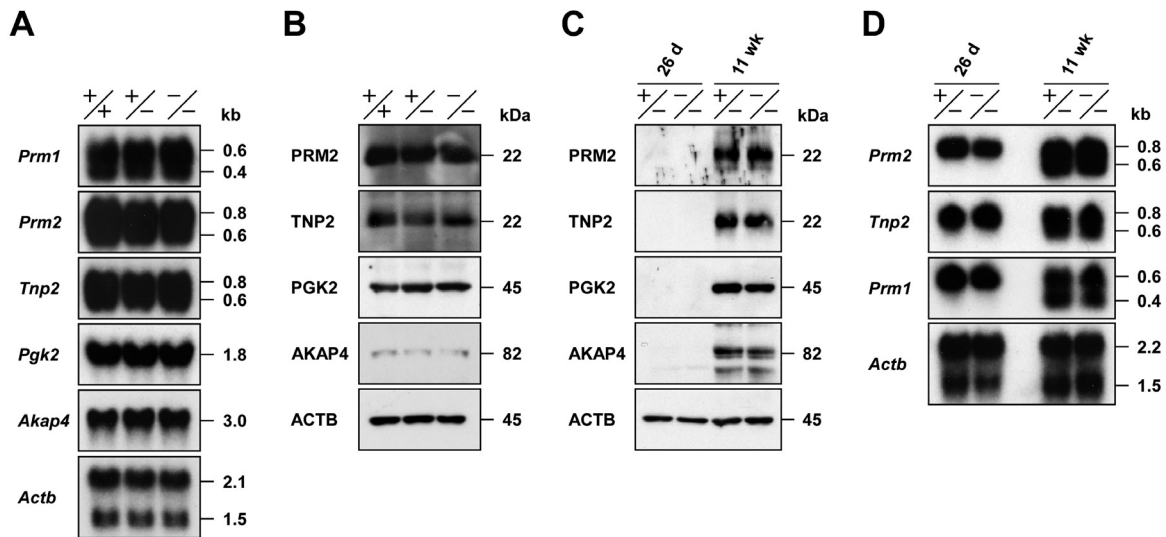 A
+/+ +/− −/− kb
Prm1 0.6
0.4
Prm2 0.8
0.6
Tnp2 0.8
0.6
Pgk2 1.8
Akap4 3.0
Actb 2.1
1.5
B
+/+ +/− −/− kDa
PRM2 22
TNP2 22
PGK2 45
AKAP4 82
ACTB 45
C
26 d 11 wk
+/− −/− +/− −/− kDa
PRM2 22
TNP2 22
PGK2 45
AKAP4 82
ACTB 45
D
26 d 11 wk
+/− −/− +/− −/− kb
Prm2 0.8
0.6
Tnp2 0.8
0.6
Prm1 0.6
0.4
Actb 2.2
1.5